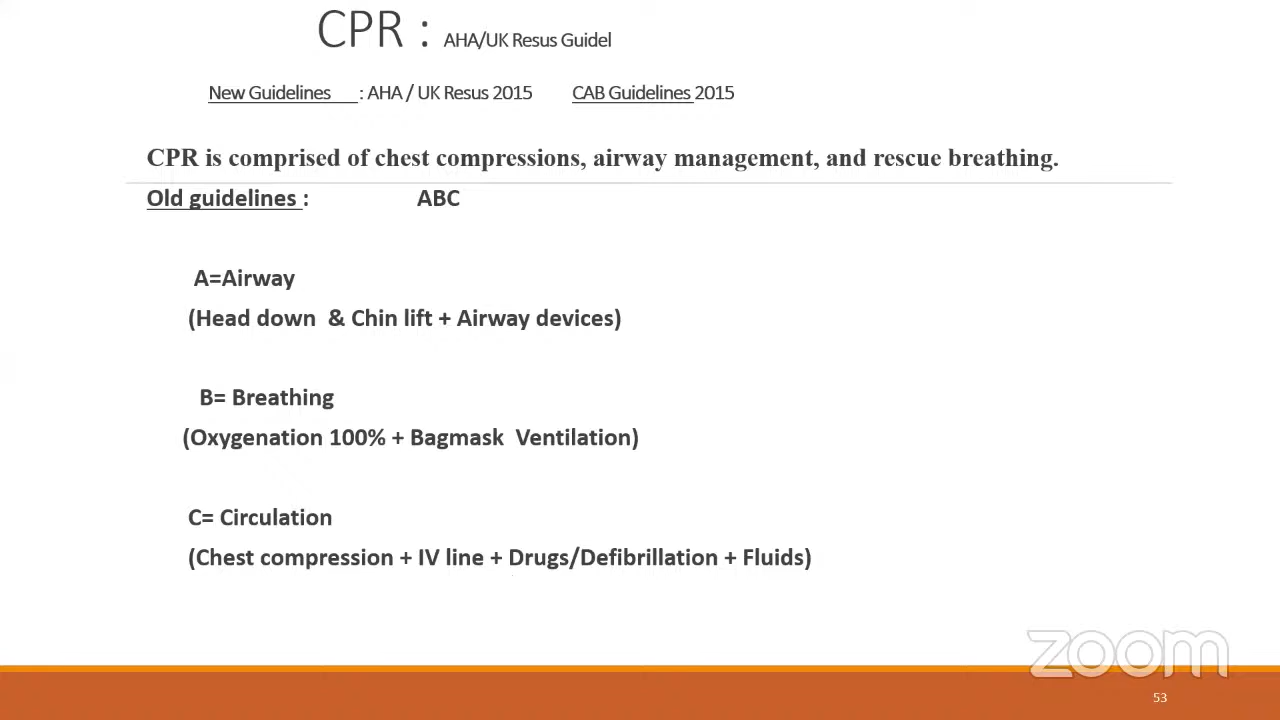 CPR : AHA/UK Resus Guidel
New Guidelines : AHA / UK Resus 2015 CAB Guidelines 2015
CPR is comprised of chest compressions, airway management, and rescue breathing.
Old guidelines : ABC
A=Airway
(Head down & Chin lift + Airway devices)
B= Breathing
(Oxygenation 100% + Bagmask Ventilation)
C= Circulation
(Chest compression + IV line + Drugs/Defibrillation + Fluids)
zoom
53